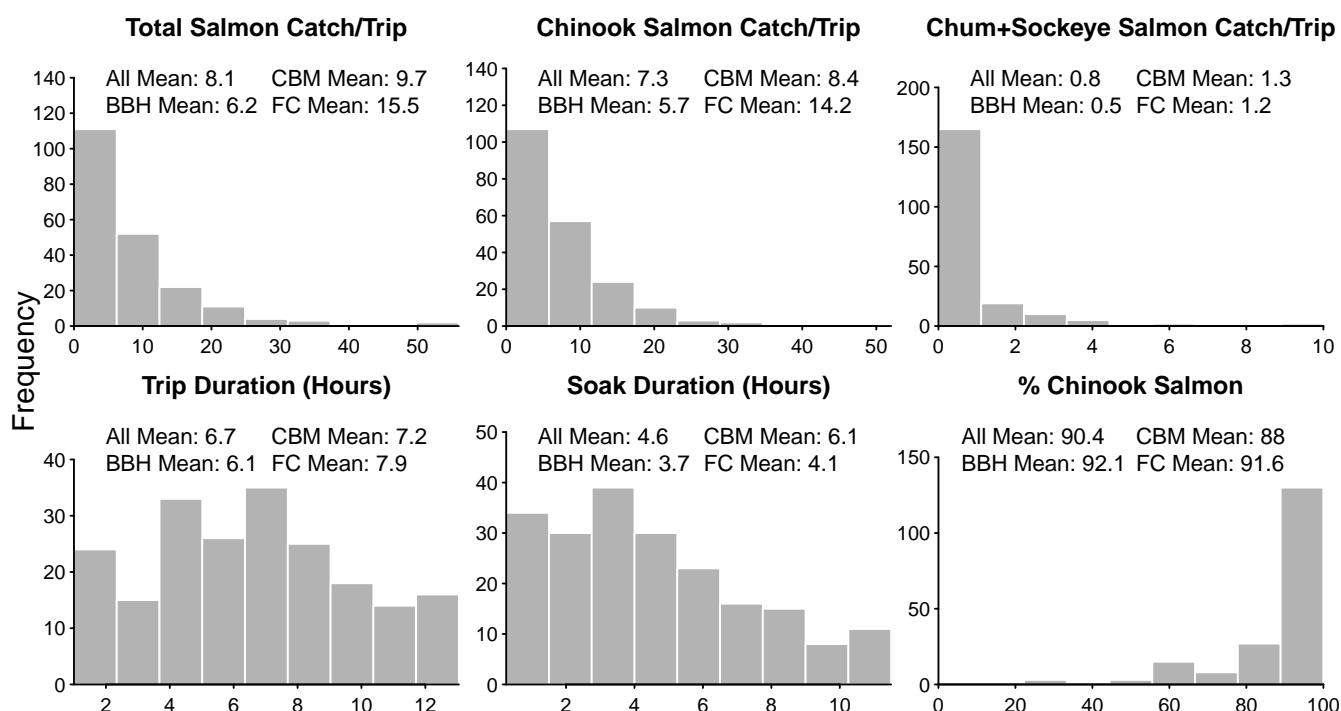 Total Salmon Catch/Trip
All Mean: 8.1 CBM Mean: 9.7
BBH Mean: 6.2 FC Mean: 15.5
140
120
100
80
60
40
20
0
0 10 20 30 40 50
Chinook Salmon Catch/Trip
All Mean: 7.3 CBM Mean: 8.4
BBH Mean: 5.7 FC Mean: 14.2
140
120
100
80
60
40
20
0
0 10 20 30 40 50
Chum+Sockeye Salmon Catch/Trip
All Mean: 0.8 CBM Mean: 1.3
BBH Mean: 0.5 FC Mean: 1.2
200
150
100
50
0
0 2 4 6 8 10
Frequency
Trip Duration (Hours)
All Mean: 6.7 CBM Mean: 7.2
BBH Mean: 6.1 FC Mean: 7.9
40
30
20
10
0
2 4 6 8 10 12
Soak Duration (Hours)
All Mean: 4.6 CBM Mean: 6.1
BBH Mean: 3.7 FC Mean: 4.1
50
40
30
20
10
0
2 4 6 8 10
% Chinook Salmon
All Mean: 90.4 CBM Mean: 88
BBH Mean: 92.1 FC Mean: 91.6
150
100
50
0
0 20 40 60 80 100